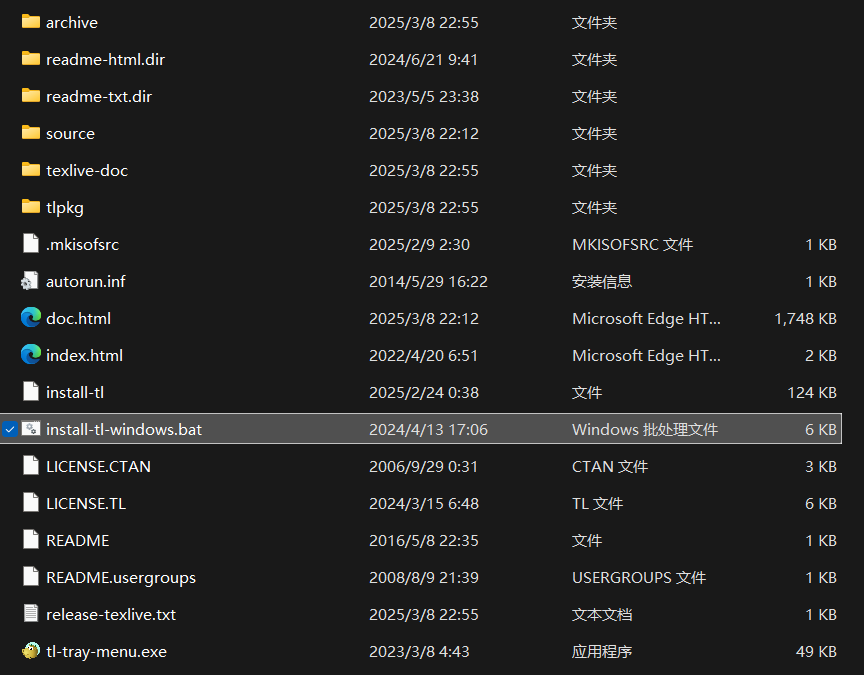 archive 2025/3/8 22:55 文件夹
readme-html.dir 2024/6/21 9:41 文件夹
readme-txt.dir 2023/5/5 23:38 文件夹
source 2025/3/8 22:12 文件夹
texlive-doc 2025/3/8 22:55 文件夹
tlpkg 2025/3/8 22:55 文件夹
.mkisofsrc 2025/2/9 2:30 MKISOFSRC 文件 1 KB
autorun.inf 2014/5/29 16:22 安装信息 1 KB
doc.html 2025/3/8 22:12 Microsoft Edge HT... 1,748 KB
index.html 2022/4/20 6:51 Microsoft Edge HT... 2 KB
install-tl 2025/2/24 0:38 文件 124 KB
install-tl-windows.bat 2024/4/13 17:06 Windows 批处理文件 6 KB
LICENSE.CTAN 2006/9/29 0:31 CTAN 文件 3 KB
LICENSE.TL 2024/3/15 6:48 TL 文件 6 KB
README 2016/5/8 22:35 文件 1 KB
README.usergroups 2008/8/9 21:39 USERGROUPS 文件 1 KB
release-texlive.txt 2025/3/8 22:55 文本文档 1 KB
tl-tray-menu.exe 2023/3/8 4:43 应用程序 49 KB